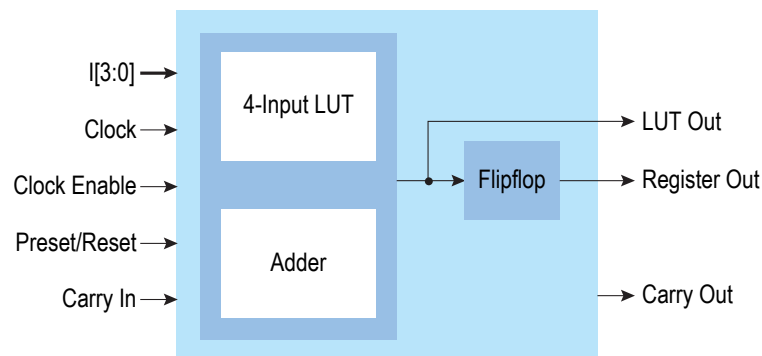 I[3:0]
Clock
Clock Enable
Preset/Reset
Carry In
4-Input LUT
Adder
Flipflop
LUT Out
Register Out
Carry Out